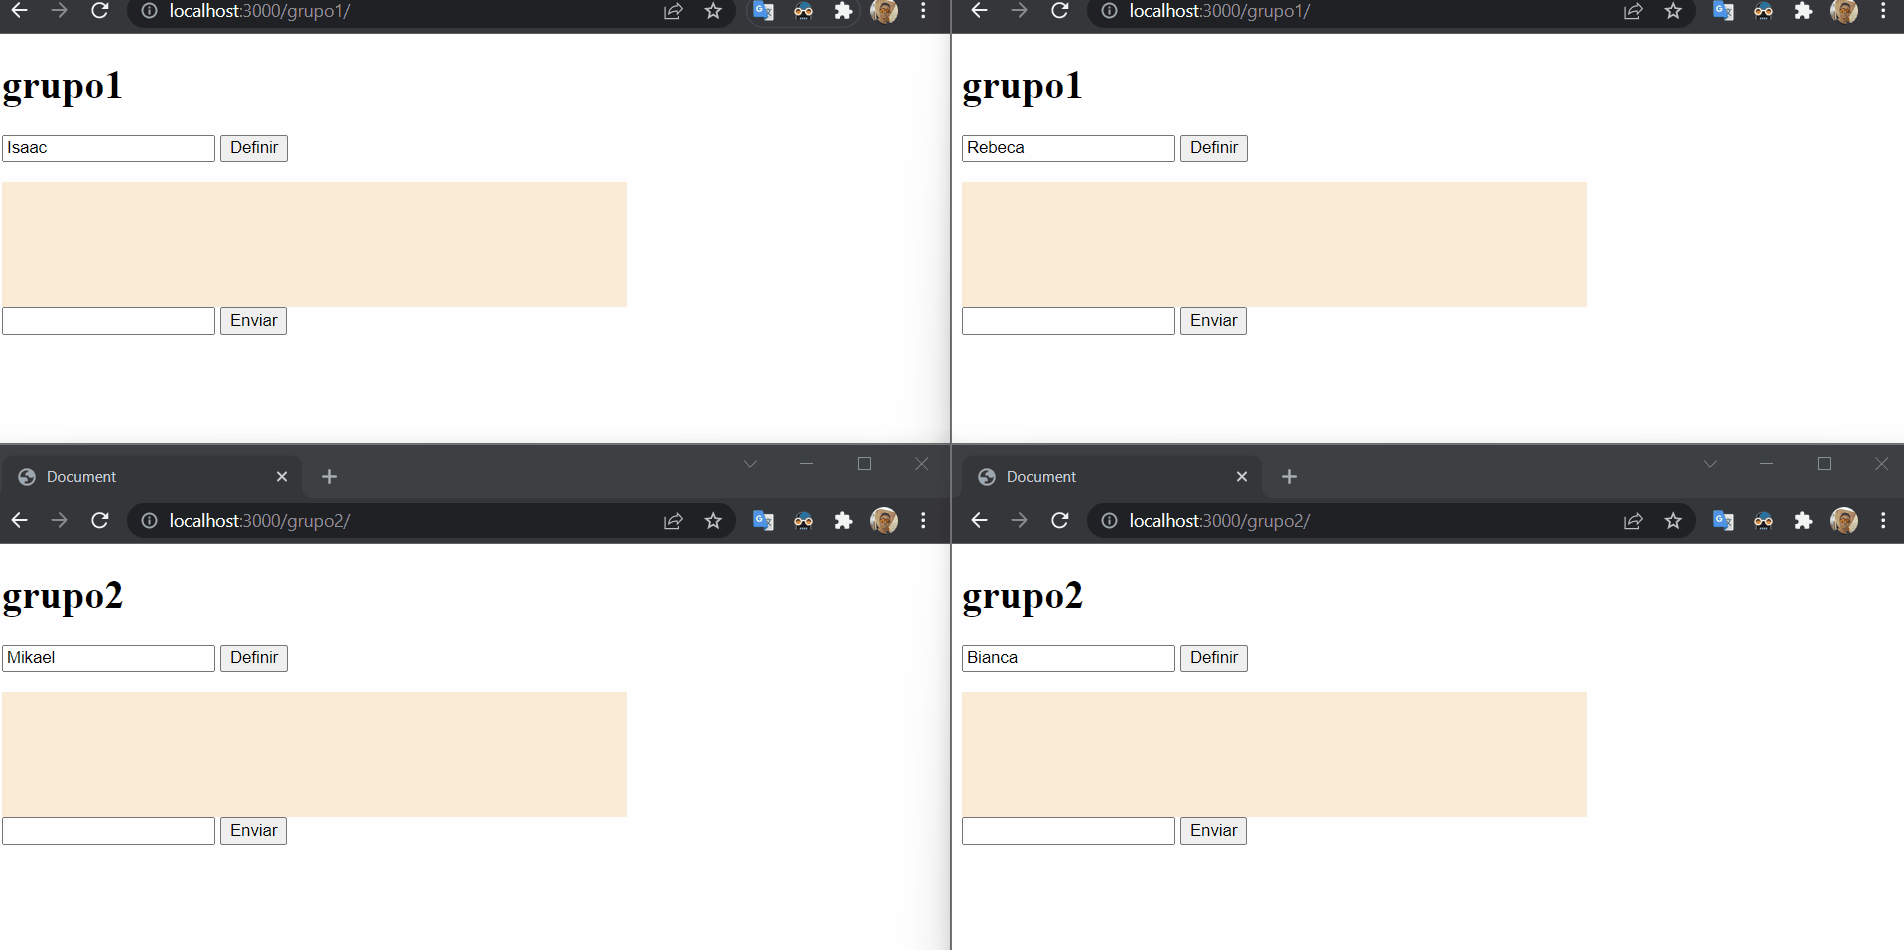 localhost:3000/grupo1/
grupo1
Isaac Definir
Enviar
localhost:3000/grupo1/
grupo1
Rebeca Definir
Enviar
Document
localhost:3000/grupo2/
grupo2
Mikael Definir
Enviar
Document
localhost:3000/grupo2/
grupo2
Bianca Definir
Enviar